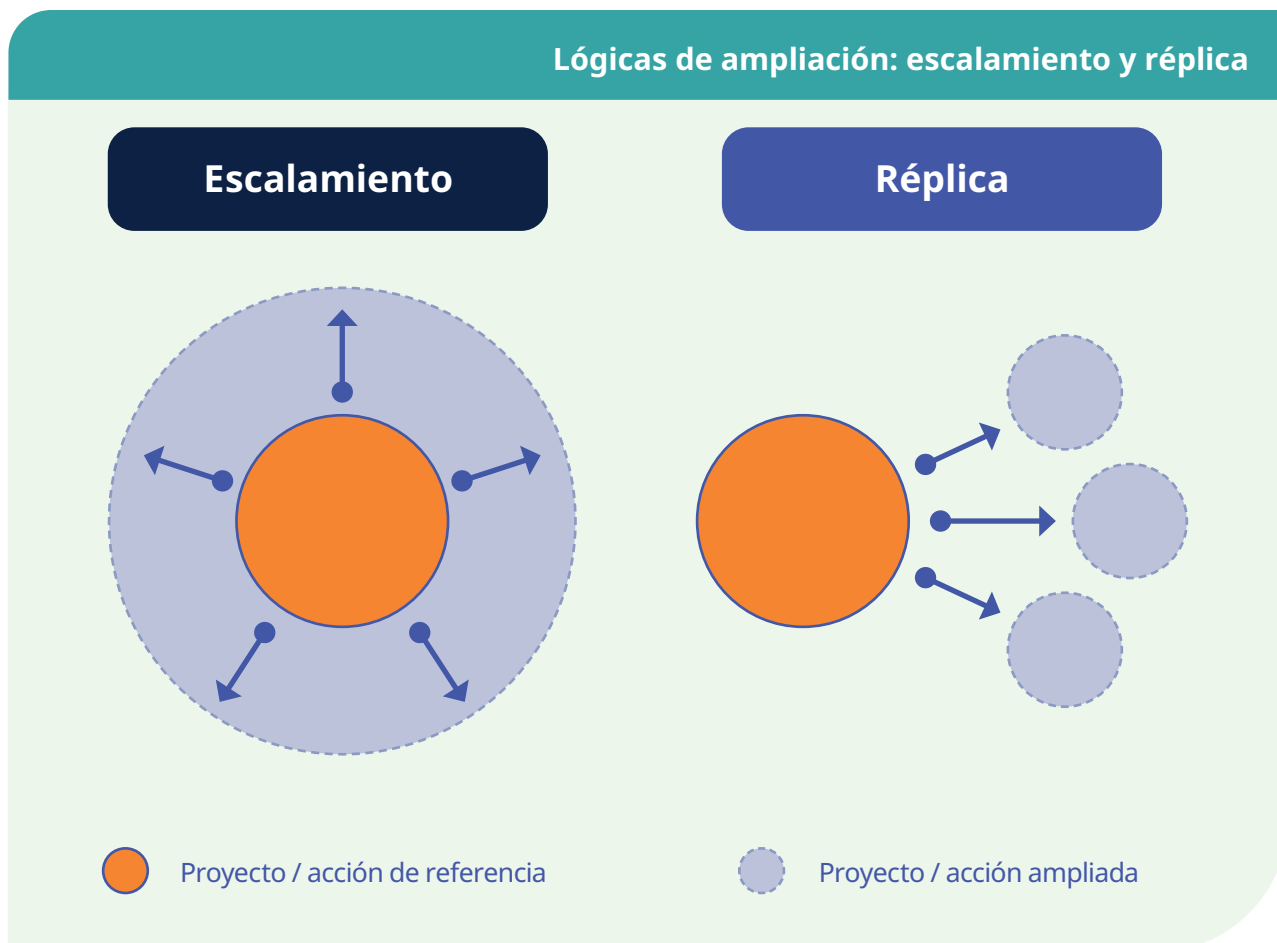 Lógicas de ampliación: escalamiento y réplica
Escalamiento
Réplica
Proyecto / acción de referencia
Proyecto / acción ampliada